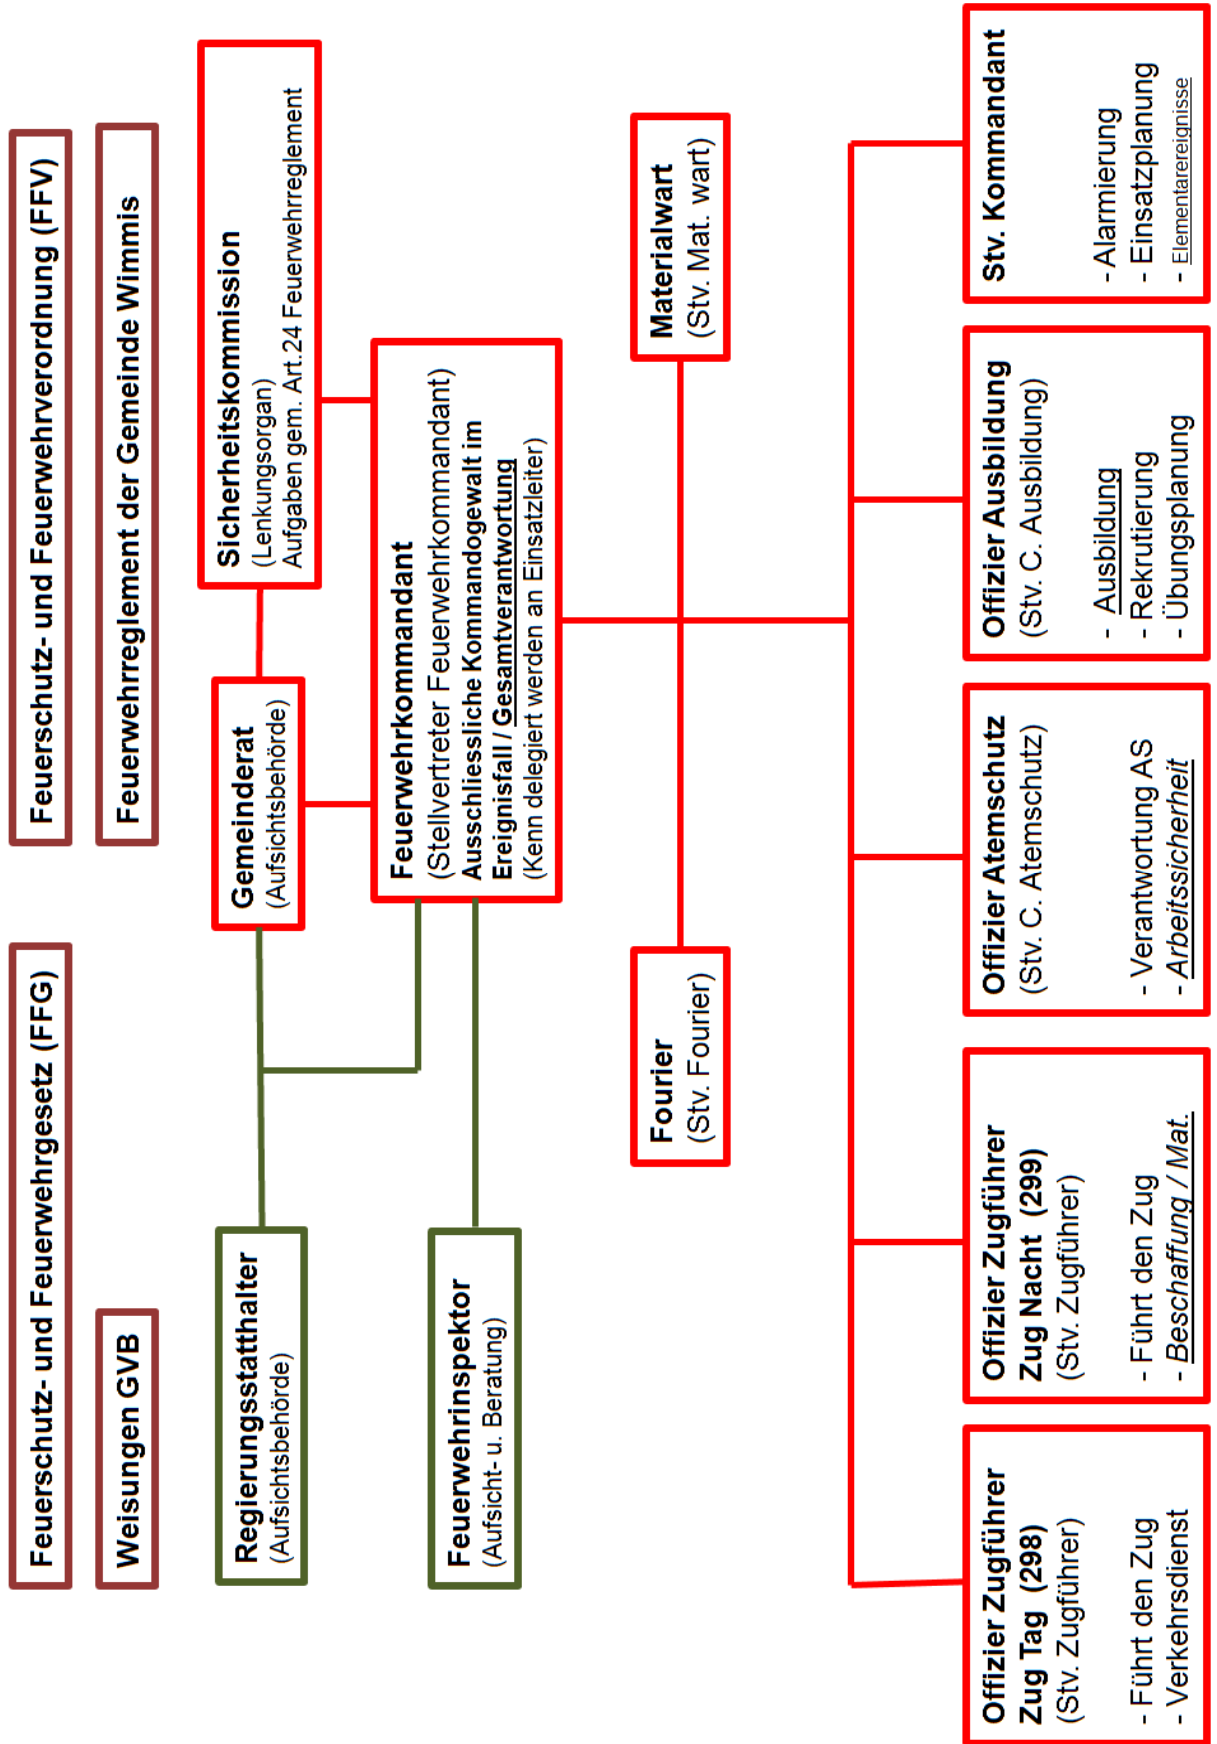 Feuerschutz- und Feuerwehrgesetz (FFG)
Feuerschutz- und Feuerwehrverordnung (FFV)
Weisungen GVB
Feuerwehrreglement der Gemeinde Wimmis
Regierungsstatthalter
(Aufsichtsbehörde)
Gemeinderat
(Aufsichtsbehörde)
Sicherheitskommission
(Lenkungsorgan)
Aufgaben gem. Art.24 Feuerwehrreglement
Feuerwehrinspektor
(Aufsicht- u. Beratung)
Feuerwehrkommandant
(Stellvertreter Feuerwehrkommandant)
Ausschliessliche Kommandogewalt im
Ereignisfall / Gesamtverantwortung
(Kenn delegiert werden an Einsatzleiter)
Fourier
(Stv. Fourier)
Materialwart
(Stv. Mat. wart)
Offizier Zugführer
Zug Tag (298)
(Stv. Zugführer)
- Führt den Zug
- Verkehrsdienst
Offizier Zugführer
Zug Nacht (299)
(Stv. Zugführer)
- Führt den Zug
- Beschaffung / Mat.
Offizier Atemschutz
(Stv. C. Atemschutz)
- Verantwortung AS
- Arbeitssicherheit
Offizier Ausbildung
(Stv. C. Ausbildung)
- Ausbildung
- Rekrutierung
- Übungsplanung
Stv. Kommandant
- Alarmierung
- Einsatzplanung
- Elementarereignisse